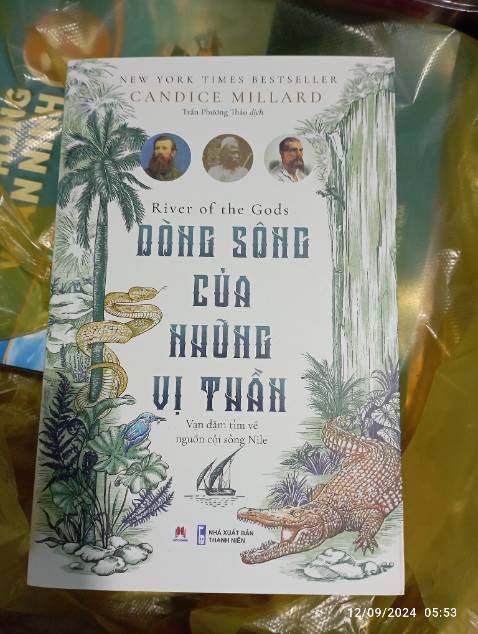 NEW YORK TIMES BESTSELLER
CANDICE MILLARD
Trần Phương Thảo dịch
River of the Gods
DÒNG SÔNG
CỦA
NHỮNG
VỊ THẦN
Vạn dặm tìm về
nguồn cội sông Nile
NHÀ XUẤT BẢN
THANH NIÊN
12/09/2024 05:53